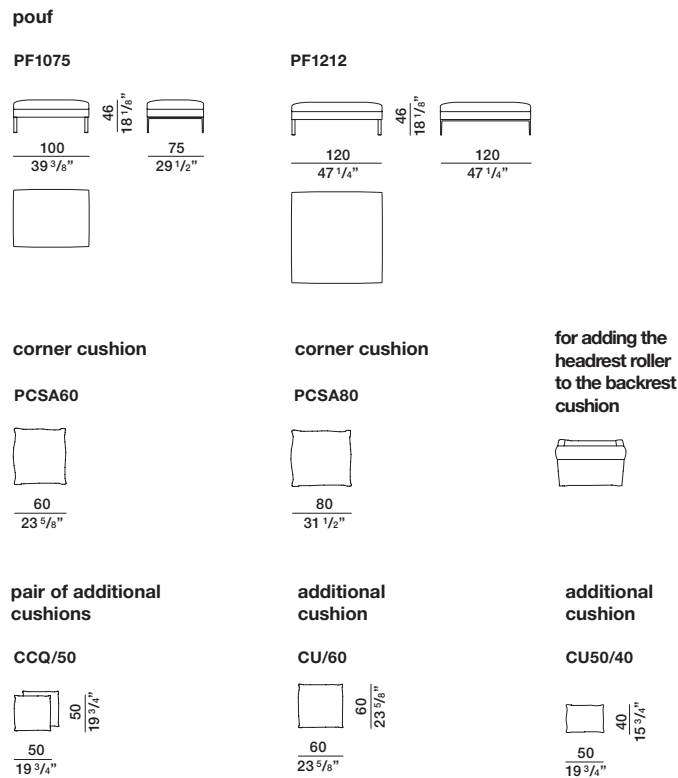 pouf
PF1075
46
18 1/8”
100
39 3/8”
75
29 1/2”
PF1212
46
18 1/8”
120
47 1/4”
120
47 1/4”
corner cushion
PCSA60
60
23 5/8”
corner cushion
PCSA80
80
31 1/2”
for adding the
headrest roller
to the backrest
cushion
pair of additional
cushions
CCQ/50
50
19 3/4”
50
19 3/4”
additional
cushion
CU/60
60
23 5/8”
60
23 5/8”
additional
cushion
CU50/40
40
15 3/4”
50
19 3/4”